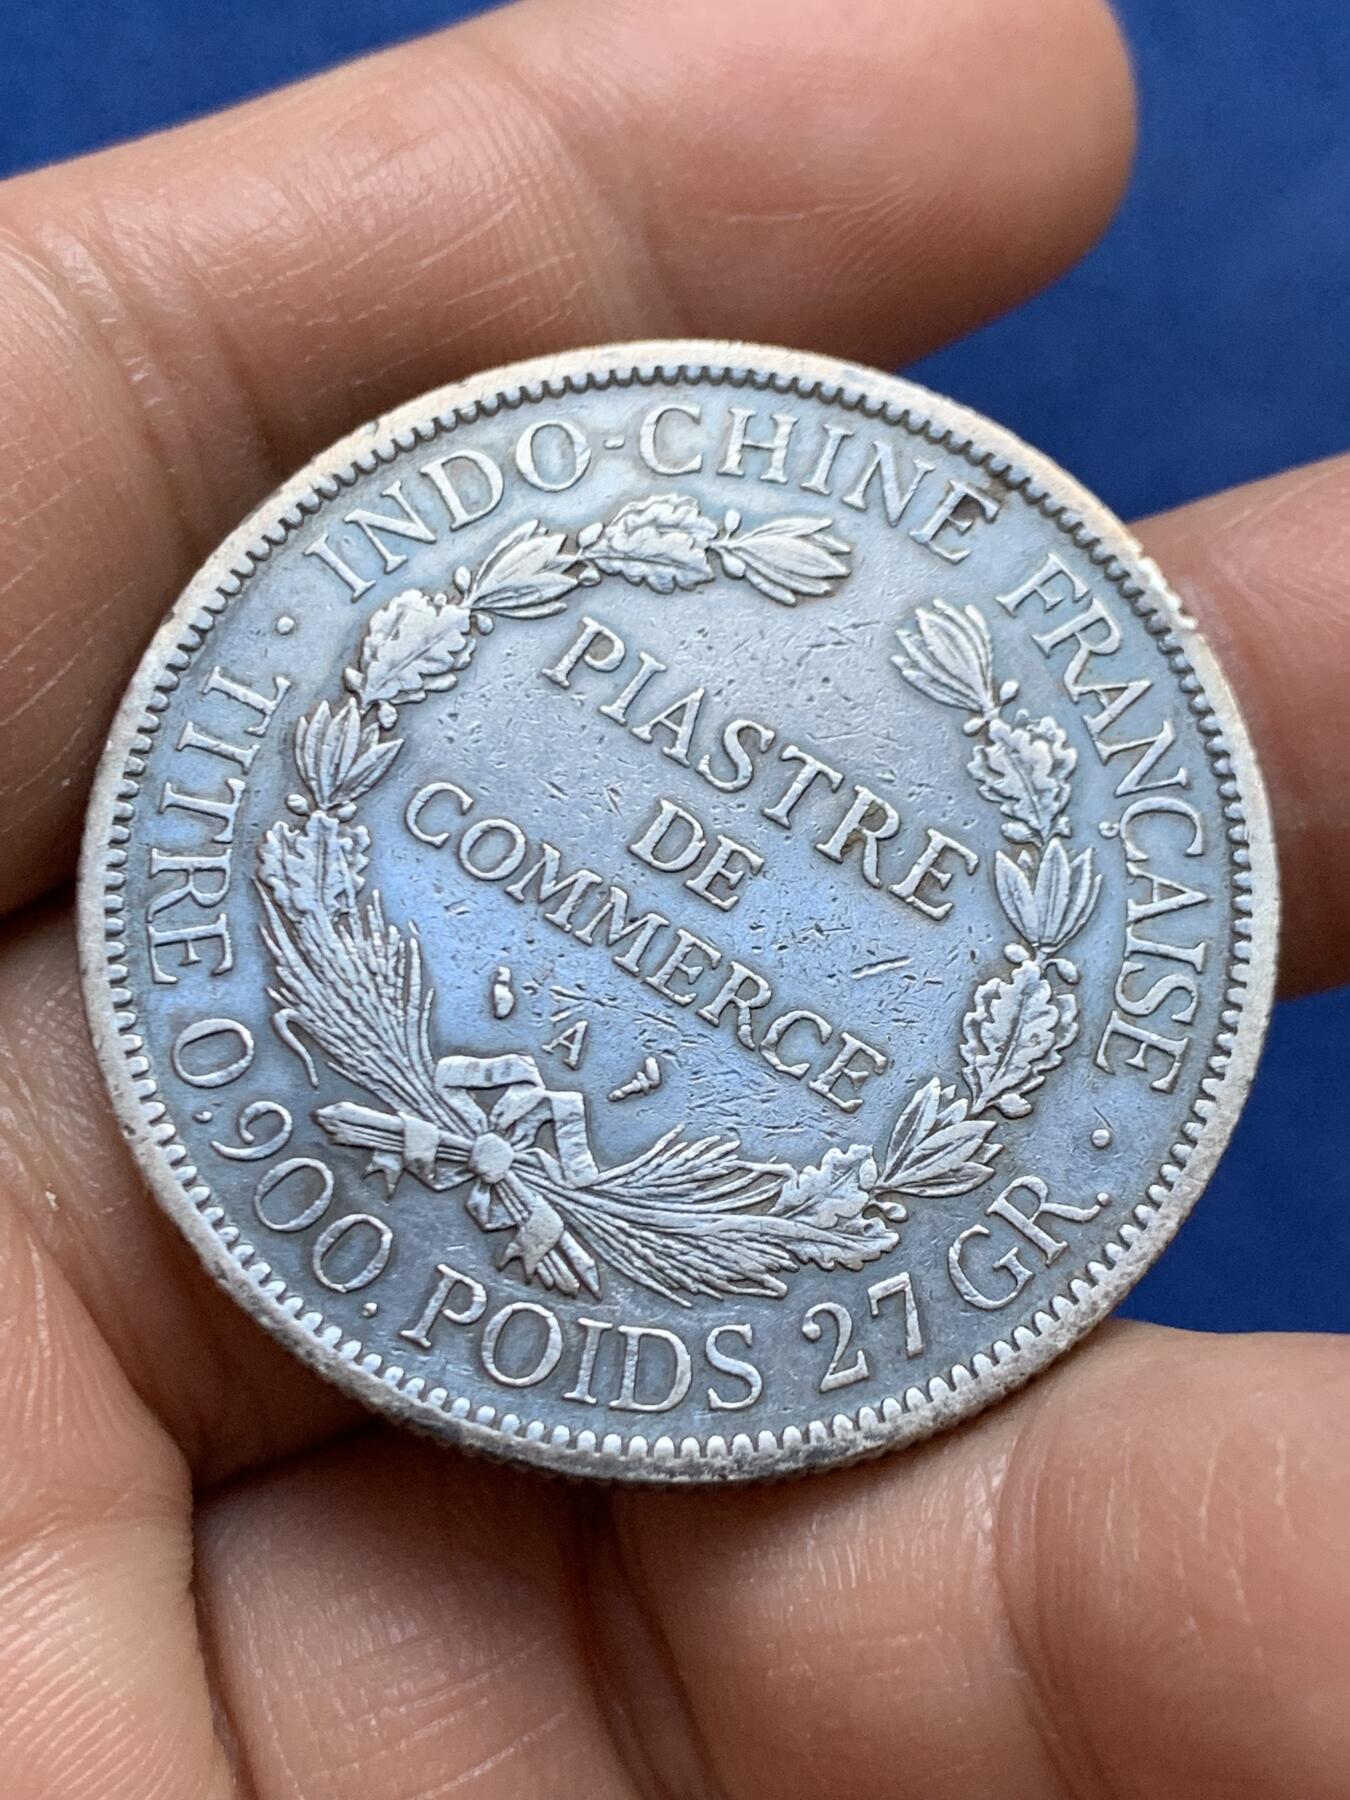 INDO-CHINE FRANÇAISE
PIASTRE
DE
COMMERCE
A
· TITRE 0,900. POIDS 27 GR. ·